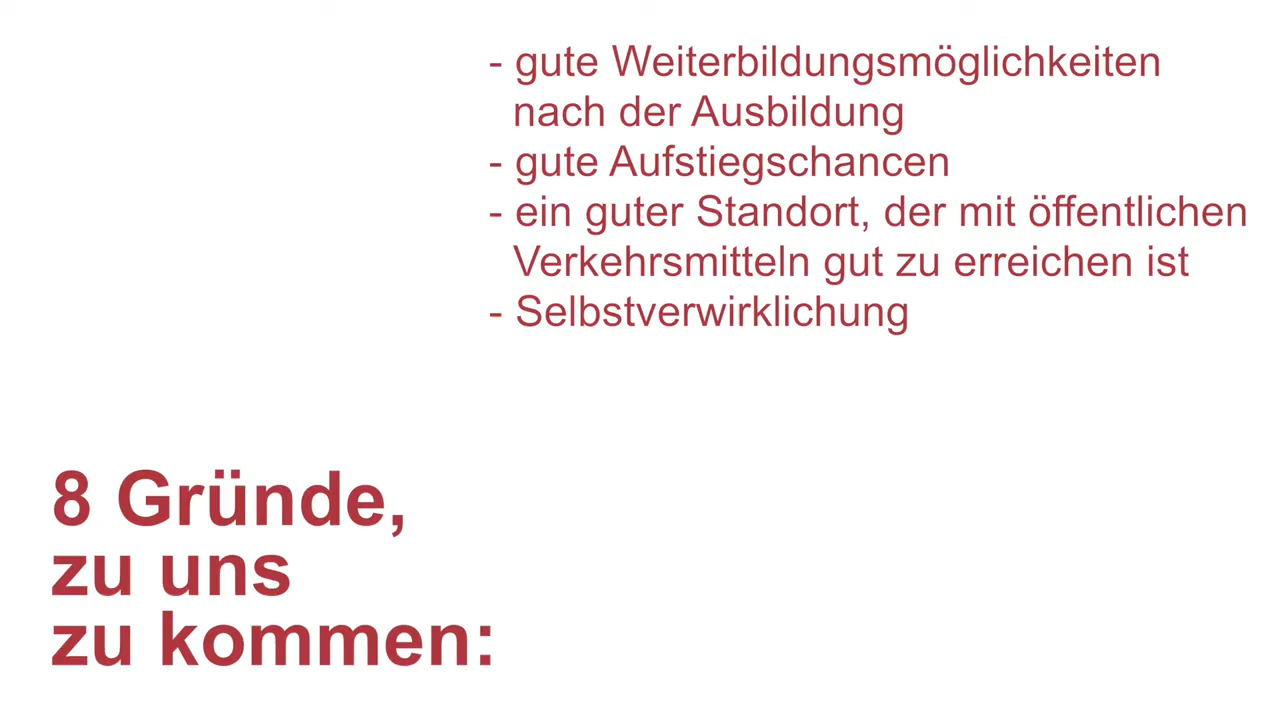 - gute Weiterbildungsmöglichkeiten
nach der Ausbildung
- gute Aufstiegschancen
- ein guter Standort, der mit öffentlichen
Verkehrsmitteln gut zu erreichen ist
- Selbstverwirklichung
8 Gründe,
zu uns
zu kommen: